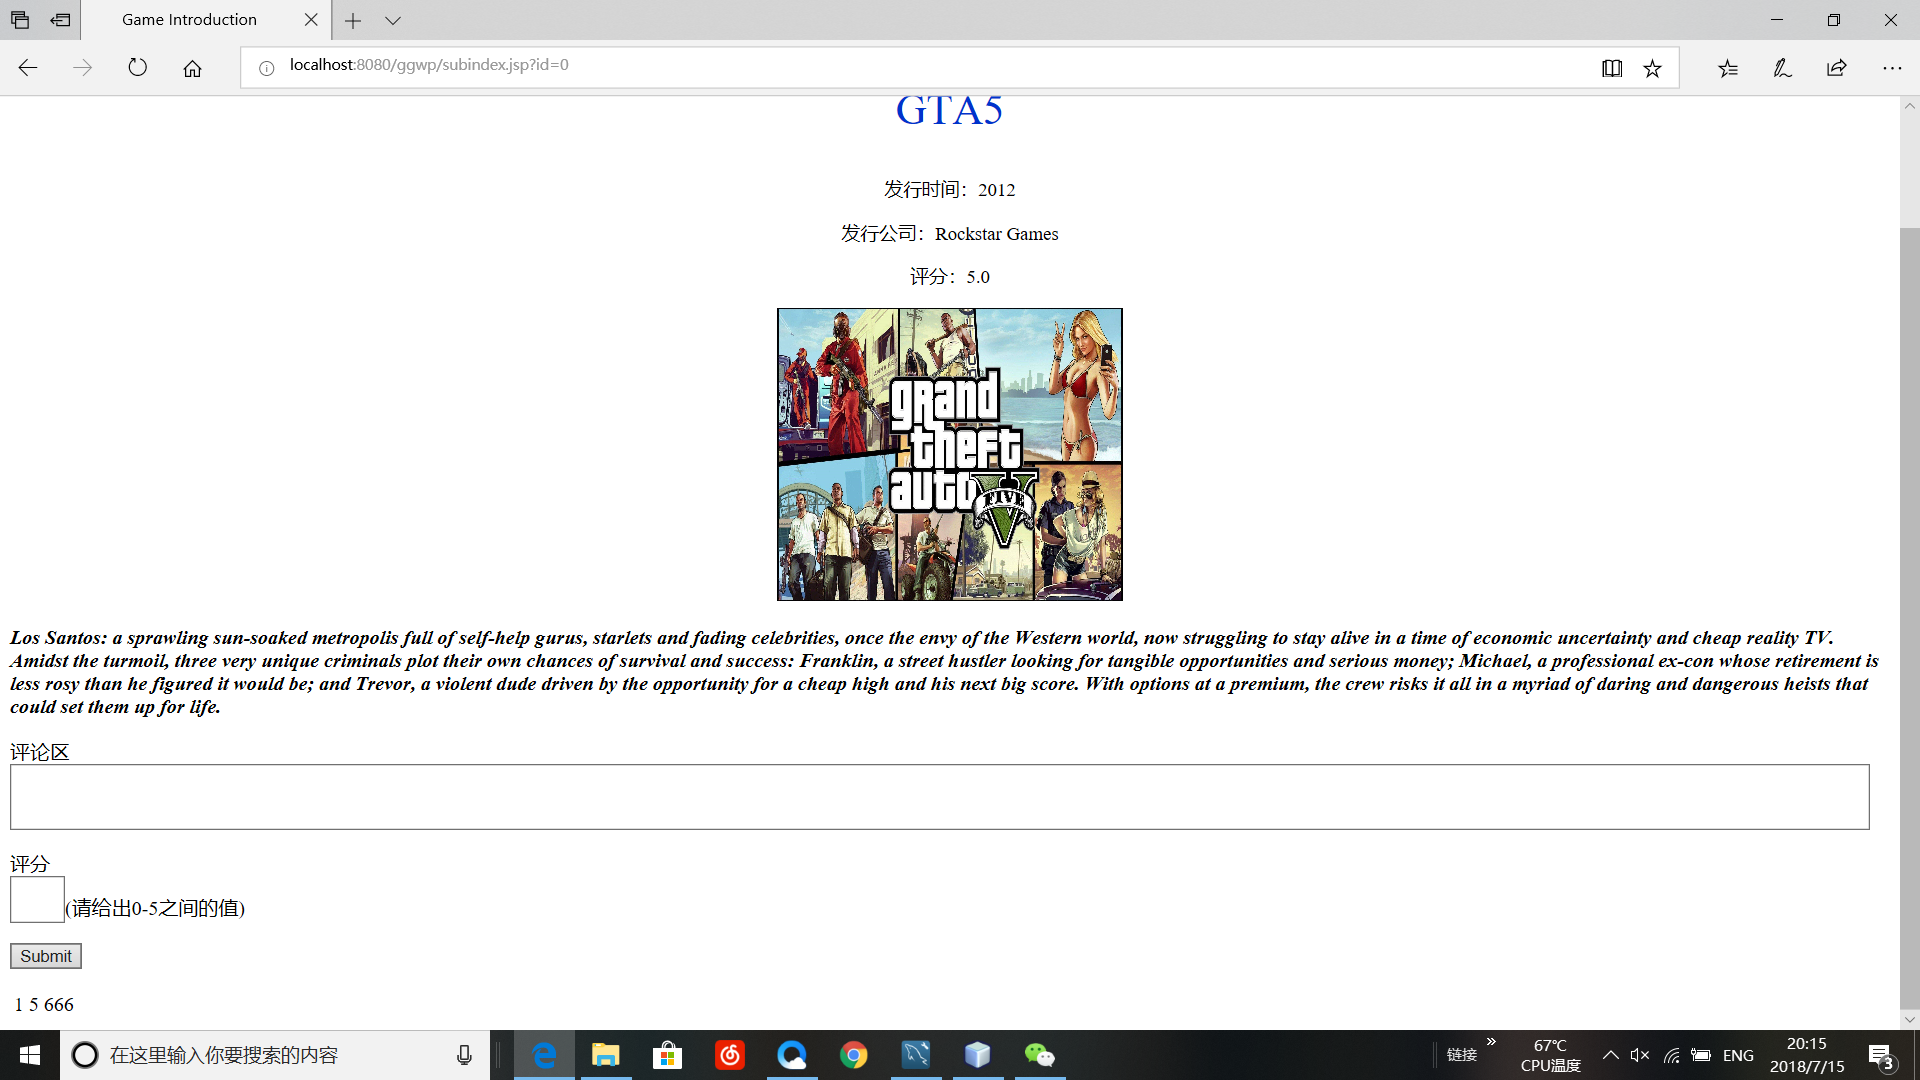 Game Introduction
localhost:8080/ggwp/subindex.jsp?id=0
GTA5
发行时间：2012
发行公司：Rockstar Games
评分：5.0
grand
theft
auto
FIVE
Los Santos: a sprawling sun-soaked metropolis full of self-help gurus, starlets and fading celebrities, once the envy of the Western world, now struggling to stay alive in a time of economic uncertainty and cheap reality TV.
Amidst the turmoil, three very unique criminals plot their own chances of survival and success: Franklin, a street hustler looking for tangible opportunities and serious money; Michael, a professional ex-con whose retirement is
less rosy than he figured it would be; and Trevor, a violent dude driven by the opportunity for a cheap high and his next big score. With options at a premium, the crew risks it all in a myriad of daring and dangerous heists that
could set them up for life.
评论区
评分
(请给出0-5之间的值)
Submit
1 5 666
在这里输入你要搜索的内容
链接
67℃
CPU温度
ENG
20:15
2018/7/15
3